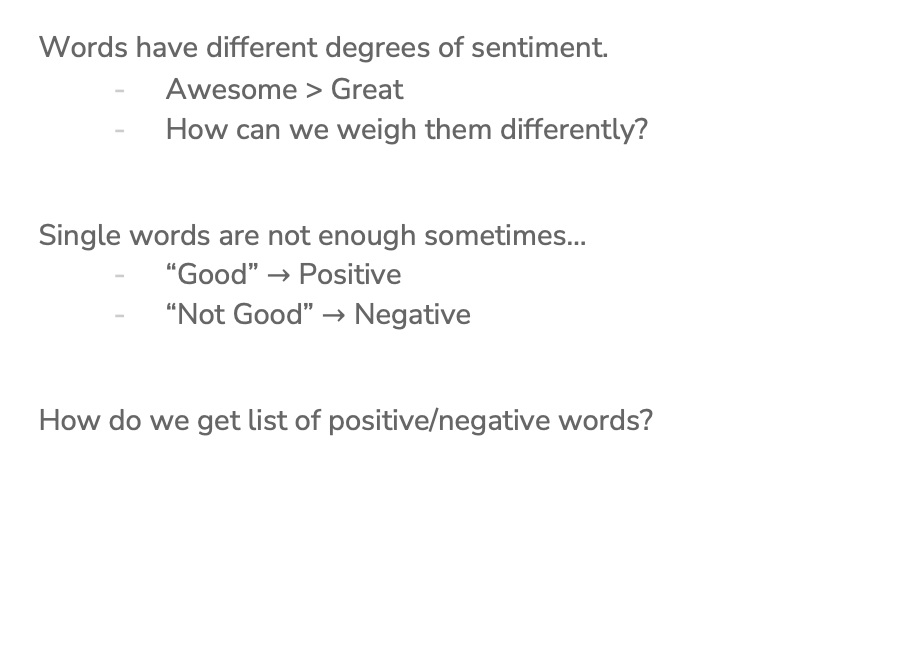 Words have different degrees of sentiment.
- Awesome > Great
- How can we weigh them differently?
Single words are not enough sometimes...
- “Good” → Positive
- “Not Good” → Negative
How do we get list of positive/negative words?